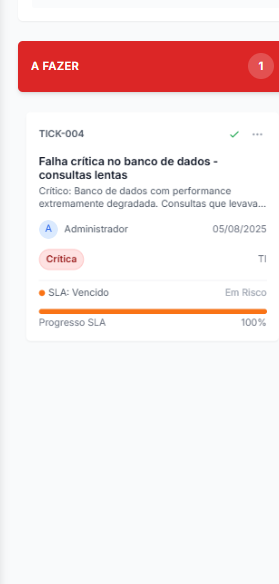 A FAZER
1
TICK-004
Falha crítica no banco de dados -
consultas lentas
Crítico: Banco de dados com performance
extremamente degradada. Consultas que levava...
A Administrador 05/08/2025
Crítica TI
SLA: Vencido Em Risco
Progresso SLA 100%